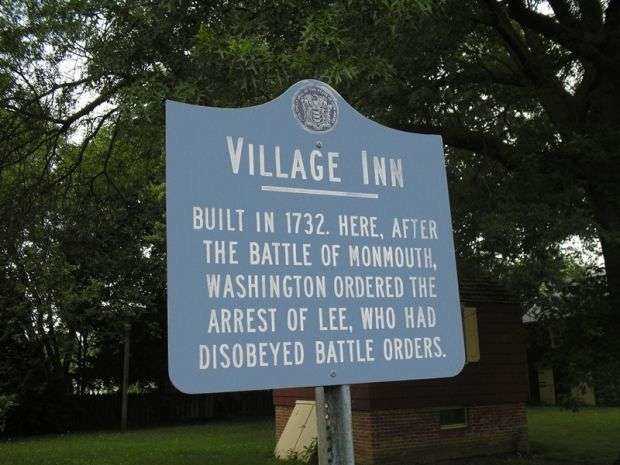 VILLAGE INN
BUILT IN 1732. HERE, AFTER
THE BATTLE OF MONMOUTH,
WASHINGTON ORDERED THE
ARREST OF LEE, WHO HAD
DISOBEYED BATTLE ORDERS.